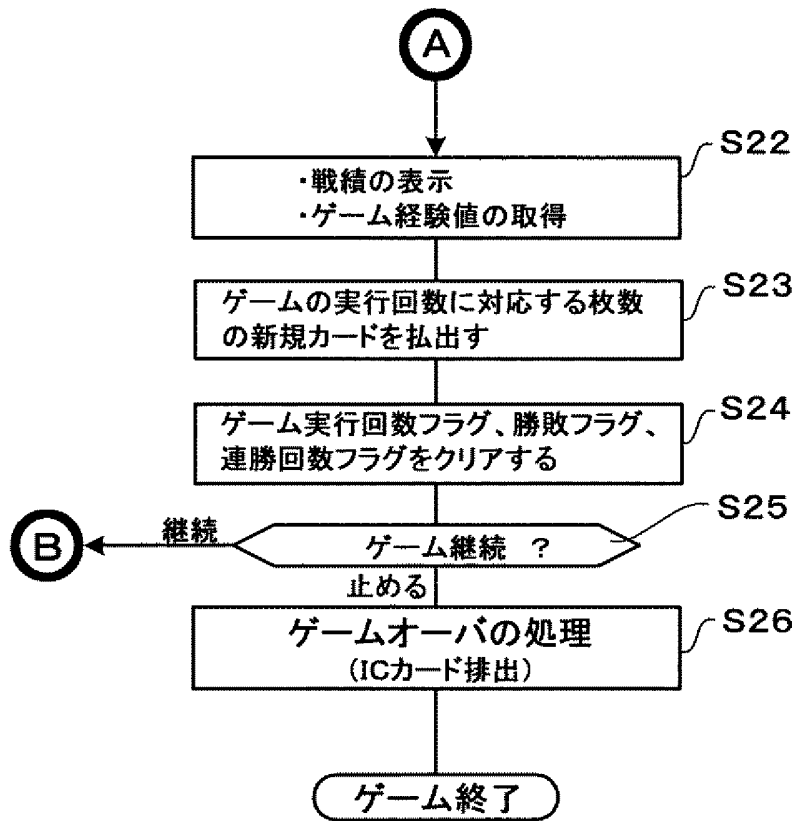 A
S22
・戦績の表示
・ゲーム経験値の取得
S23
ゲームの実行回数に対応する枚数
の新規カードを払出す
S24
ゲーム実行回数フラグ、勝敗フラグ、
連勝回数フラグをクリアする
S25
B
継続
ゲーム継続 ?
止める
S26
ゲームオーバの処理
(ICカード排出)
ゲーム終了